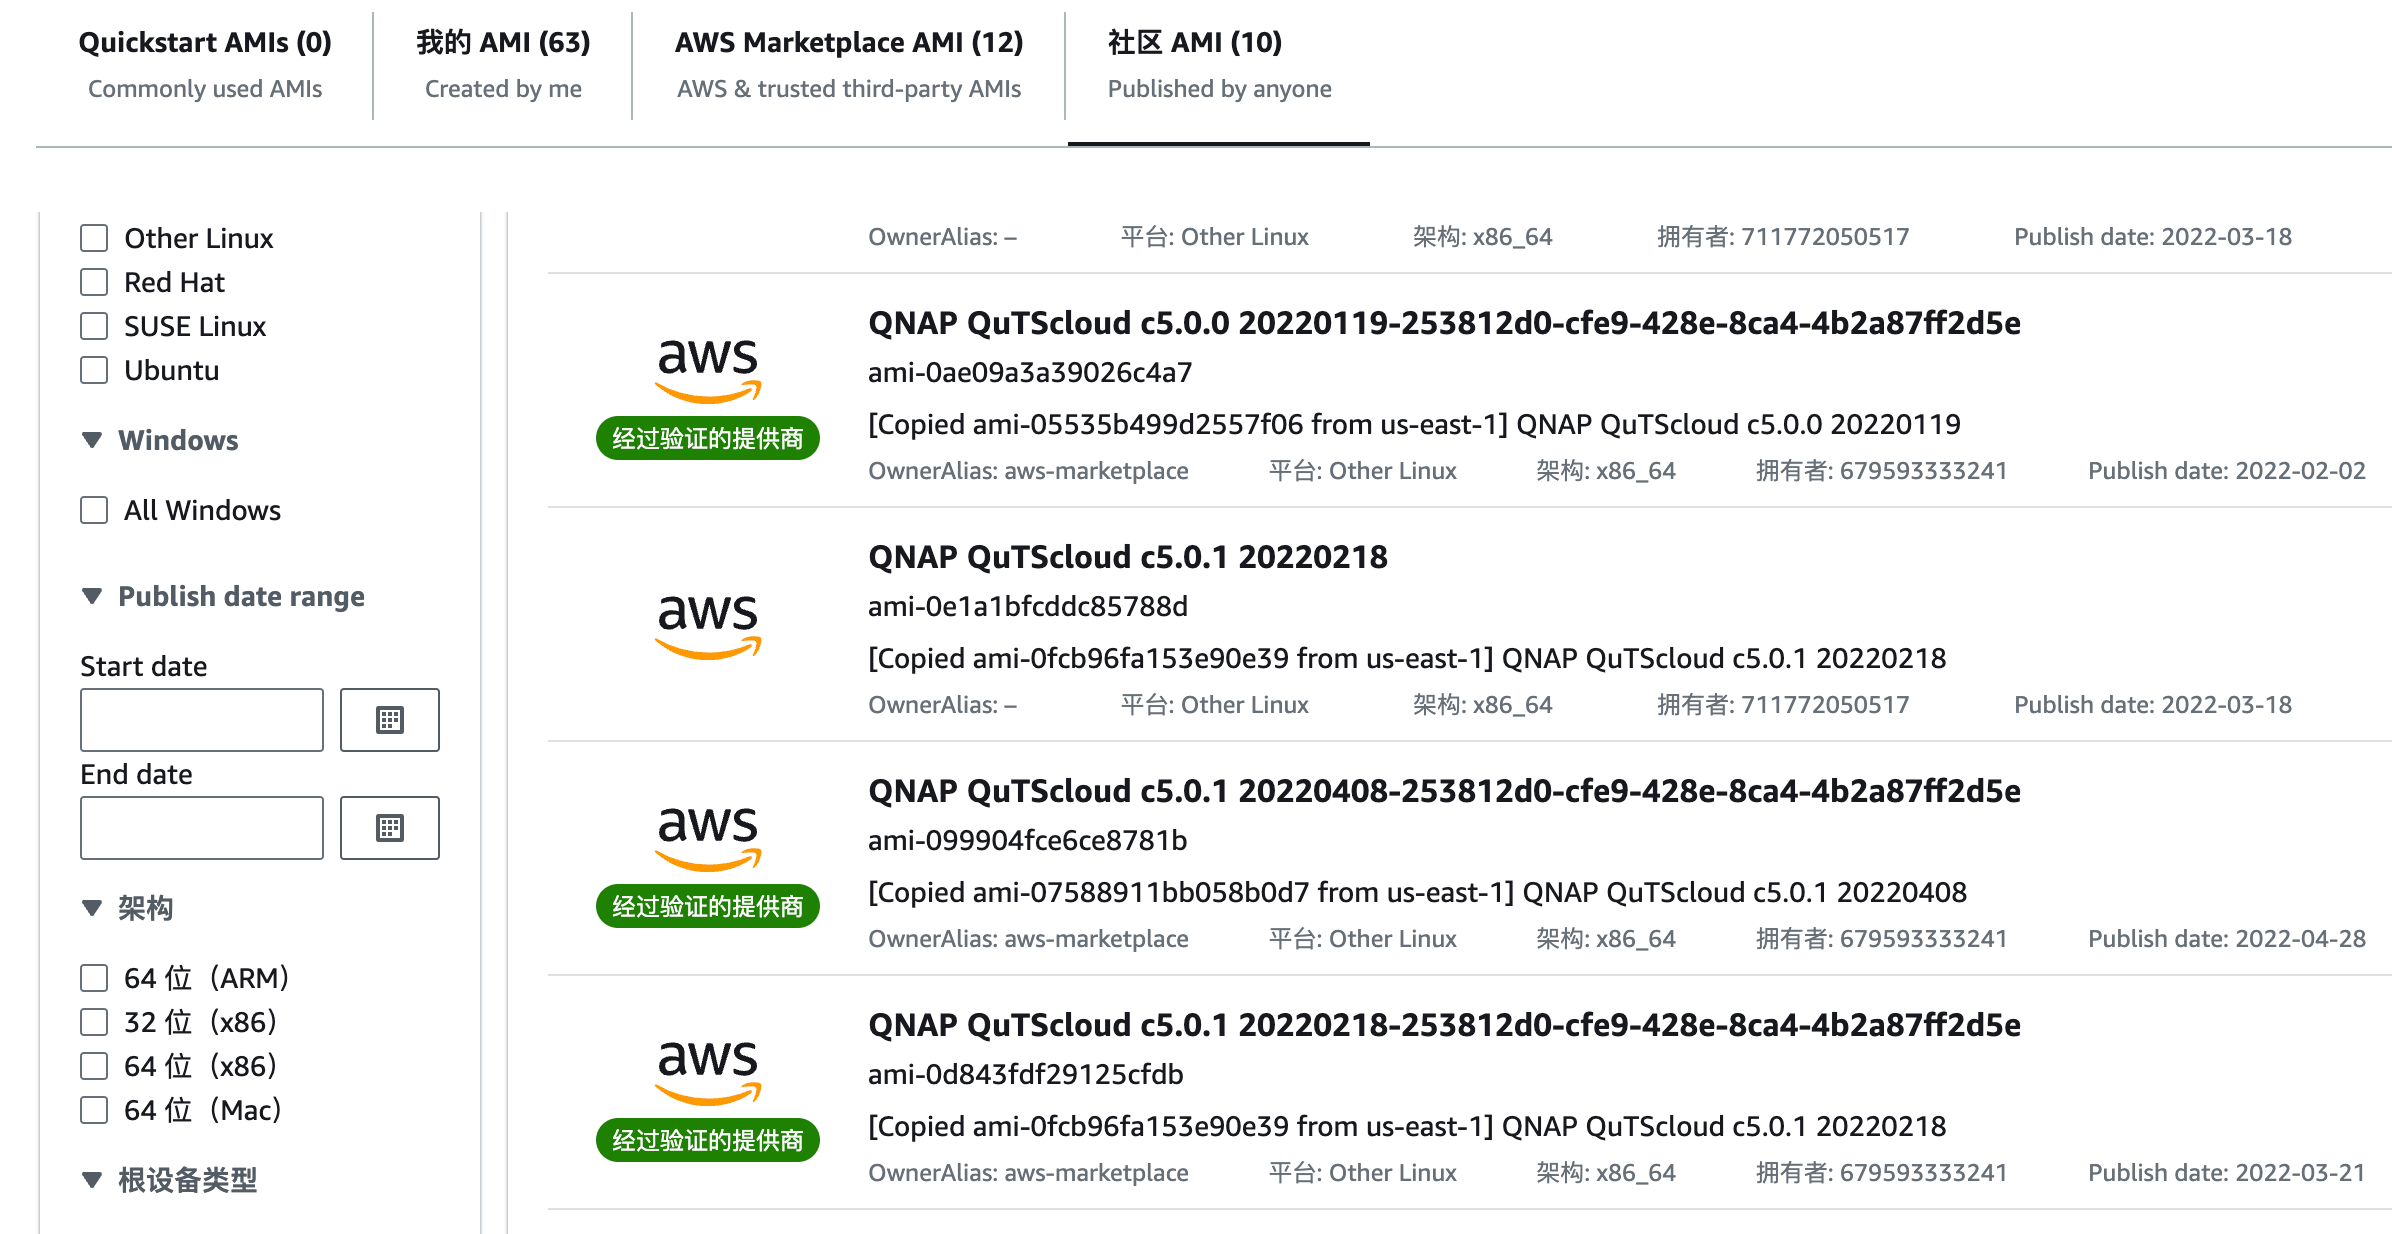 Quickstart AMIs (0)
Commonly used AMIs
我的 AMI (63)
Created by me
AWS Marketplace AMI (12)
AWS & trusted third-party AMIs
社区 AMI (10)
Published by anyone
Other Linux
Red Hat
SUSE Linux
Ubuntu
Windows
All Windows
Publish date range
Start date
End date
架构
64 位（ARM）
32 位（x86）
64 位（x86）
64 位（Mac）
根设备类型
OwnerAlias: – 平台: Other Linux 架构: x86_64 拥有者: 711772050517 Publish date: 2022-03-18
aws
经过验证的提供商
QNAP QuTScloud c5.0.0 20220119-253812d0-cfe9-428e-8ca4-4b2a87ff2d5e
ami-0ae09a3a39026c4a7
[Copied ami-05535b499d2557f06 from us-east-1] QNAP QuTScloud c5.0.0 20220119
OwnerAlias: aws-marketplace 平台: Other Linux 架构: x86_64 拥有者: 679593333241 Publish date: 2022-02-02
aws
QNAP QuTScloud c5.0.1 20220218
ami-0e1a1bfcddc85788d
[Copied ami-0fcb96fa153e90e39 from us-east-1] QNAP QuTScloud c5.0.1 20220218
OwnerAlias: – 平台: Other Linux 架构: x86_64 拥有者: 711772050517 Publish date: 2022-03-18
aws
经过验证的提供商
QNAP QuTScloud c5.0.1 20220408-253812d0-cfe9-428e-8ca4-4b2a87ff2d5e
ami-099904fce6ce8781b
[Copied ami-07588911bb058b0d7 from us-east-1] QNAP QuTScloud c5.0.1 20220408
OwnerAlias: aws-marketplace 平台: Other Linux 架构: x86_64 拥有者: 679593333241 Publish date: 2022-04-28
aws
经过验证的提供商
QNAP QuTScloud c5.0.1 20220218-253812d0-cfe9-428e-8ca4-4b2a87ff2d5e
ami-0d843fdf29125cfdb
[Copied ami-0fcb96fa153e90e39 from us-east-1] QNAP QuTScloud c5.0.1 20220218
OwnerAlias: aws-marketplace 平台: Other Linux 架构: x86_64 拥有者: 679593333241 Publish date: 2022-03-21